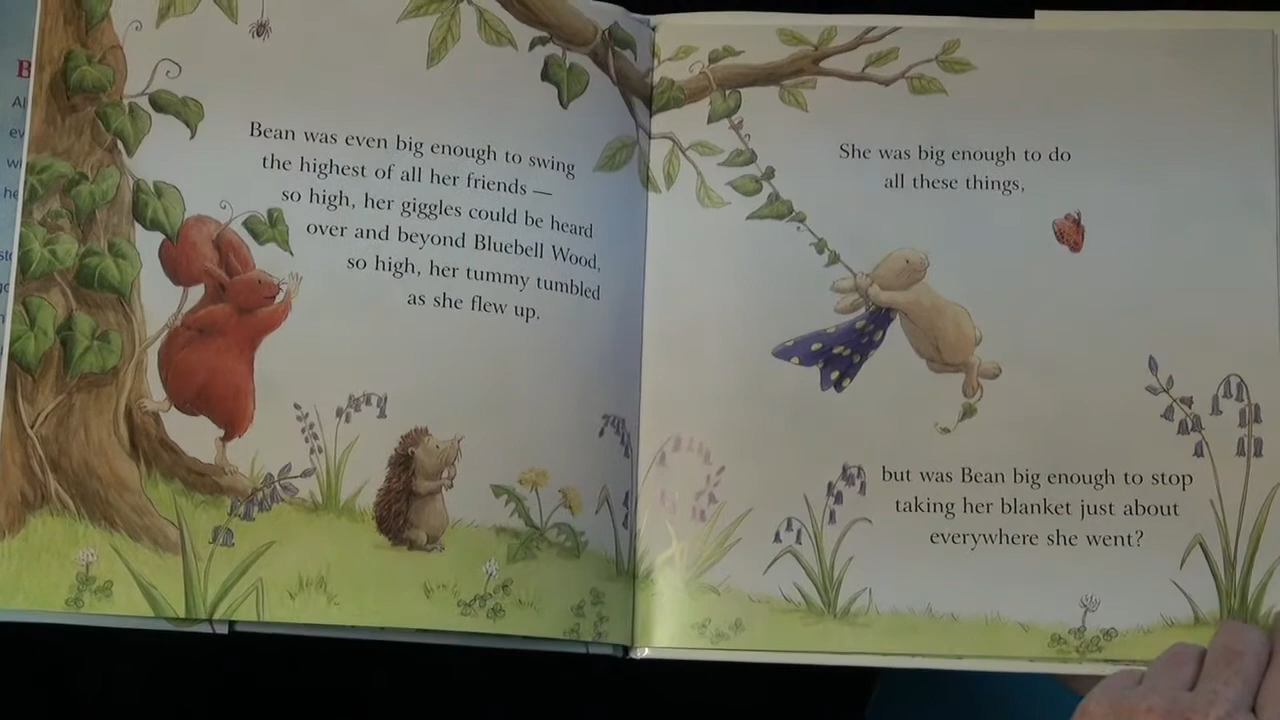 Bean was even big enough to swing
the highest of all her friends —
so high, her giggles could be heard
over and beyond Bluebell Wood,
so high, her tummy tumbled
as she flew up.
She was big enough to do
all these things,
but was Bean big enough to stop
taking her blanket just about
everywhere she went?